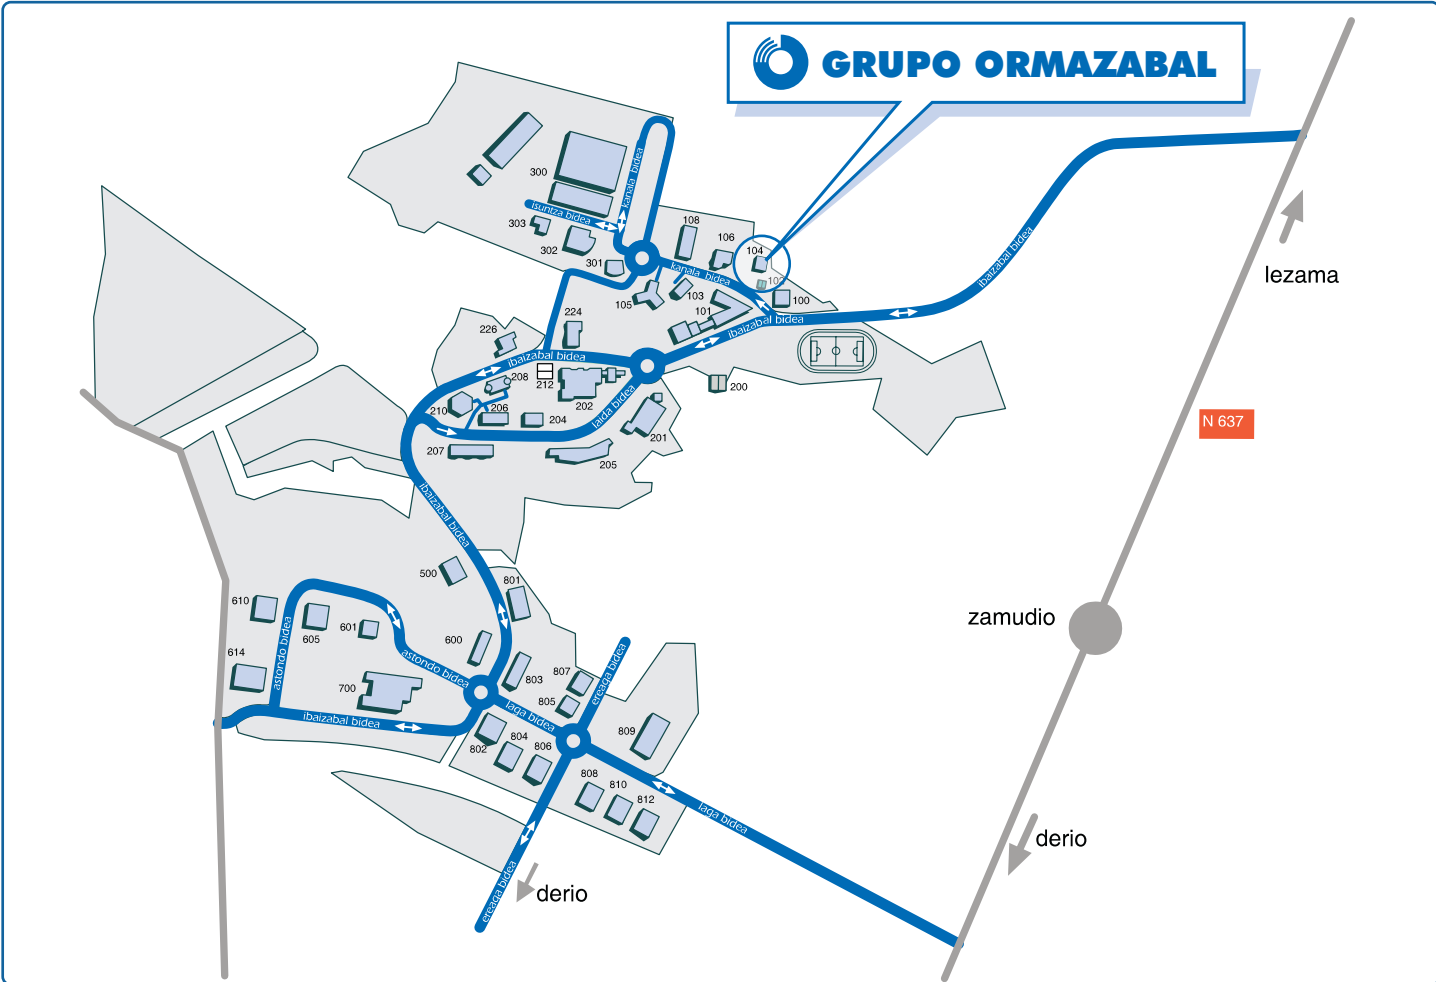 GRUPO ORMAZABAL
300
kanala bidea
isuntza bidea
303
302
301
108
106
104
102
100
kanala bidea
105
103
101
ibaizabal bidea
ibaizabal bidea
lezama
224
226
ibaizabal bidea
208
212
202
200
210
206
204
laida bidea
201
207
205
N 637
ibaizabal bidea
500
801
610
605
601
600
614
astondo bidea
astondo bidea
700
803
807
805
ereaga bidea
zamudio
ibaizabal bidea
laga bidea
802
804
806
809
808
810
812
laga bidea
derio
ereaga bidea
derio